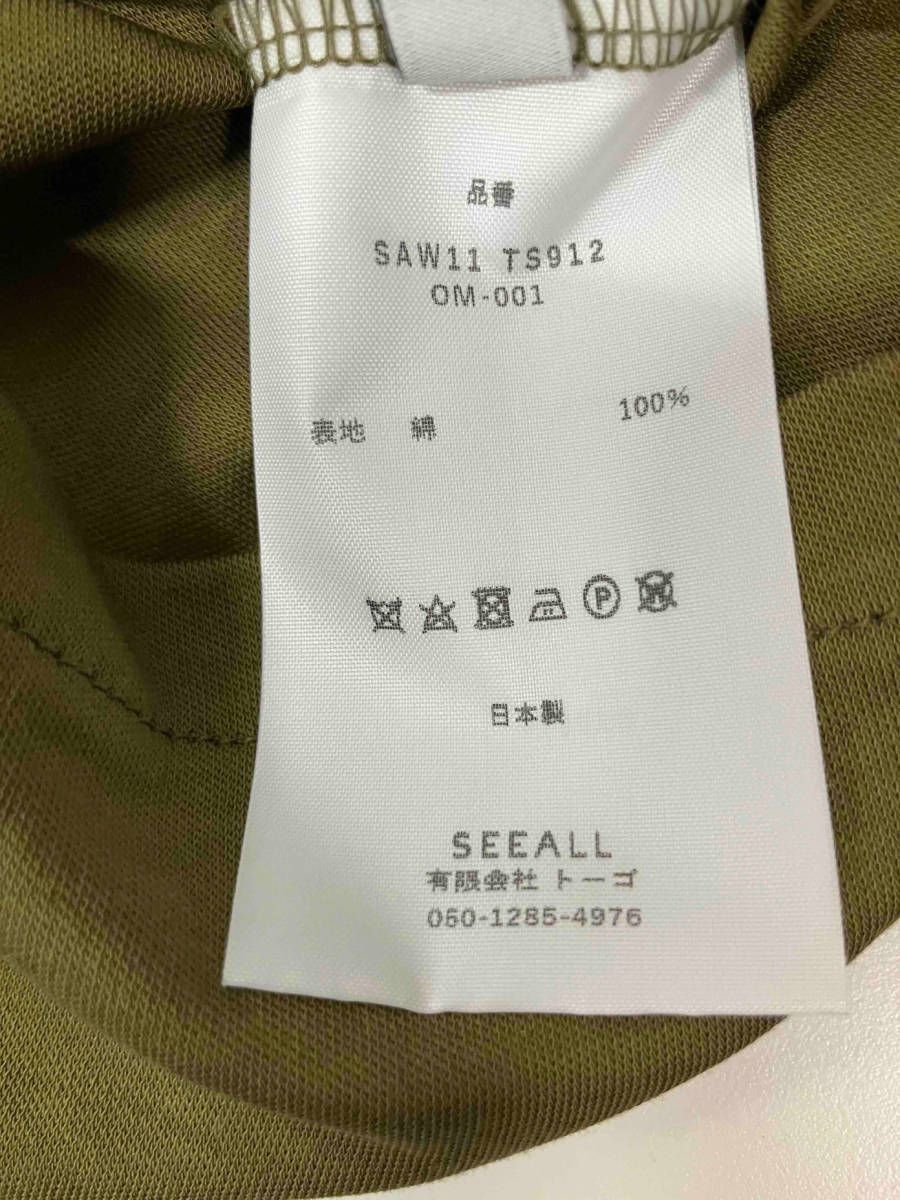 品番
SAW11 TS912
OM-001
表地 綿 100%
P W
日本製
SEEALL
有限会社 トーゴ
050-1285-4976